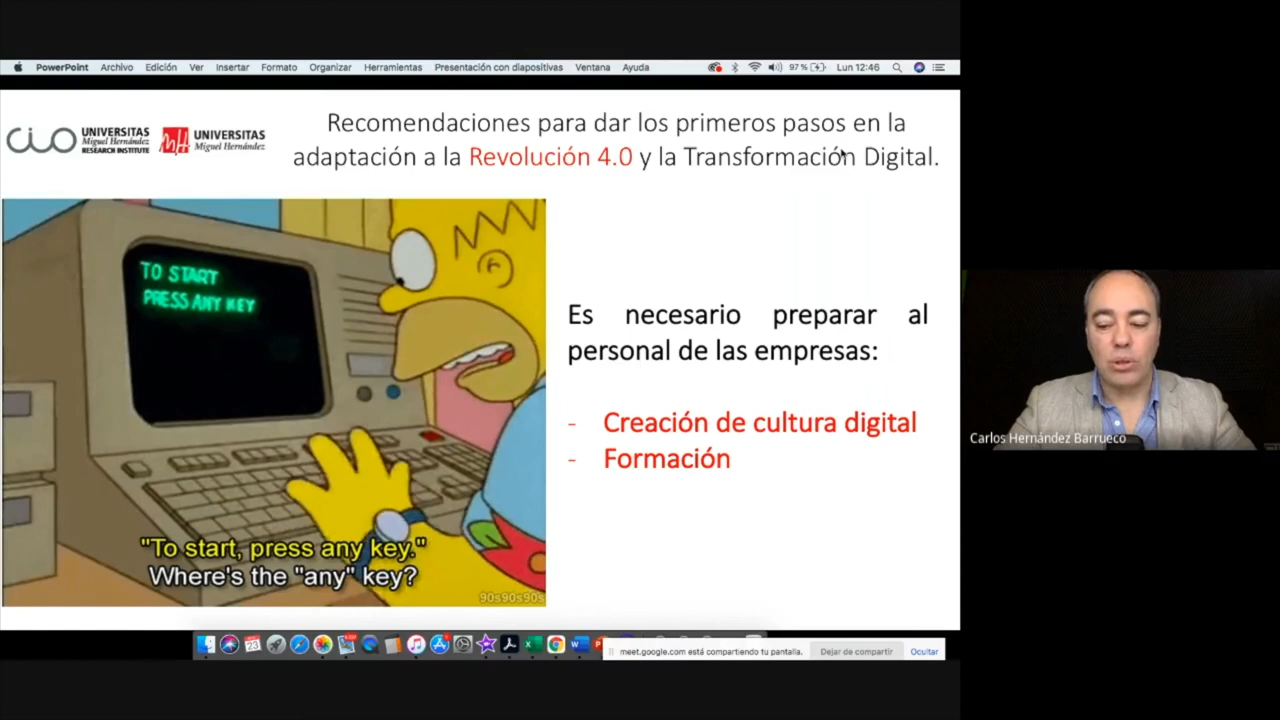 PowerPoint Archivo Edición Ver Insertar Formato Organizar Herramientas Presentación con diapositivas Ventana Ayuda 97 % Lun 12:46
UNIVERSITAS
Miguel Hernández
RESEARCH INSTITUTE
UNIVERSITAS
Miguel Hernández
Recomendaciones para dar los primeros pasos en la
adaptación a la Revolución 4.0 y la Transformación Digital.
TO START
PRESS ANY KEY
"To start, press any key."
Where's the "any" key?
90s90s90s
Es necesario preparar al
personal de las empresas:
- Creación de cultura digital
- Formación
Carlos Hernández Barrueco
23
meet.google.com está compartiendo tu pantalla. Dejar de compartir Ocultar